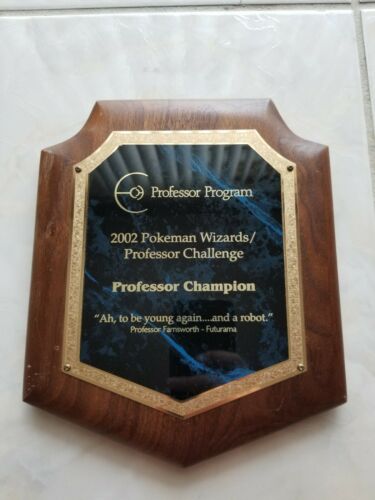 Professor Program
2002 Pokeman Wizards/
Professor Challenge
Professor Champion
"Ah, to be young again....and a robot."
Professor Farnsworth - Futurama